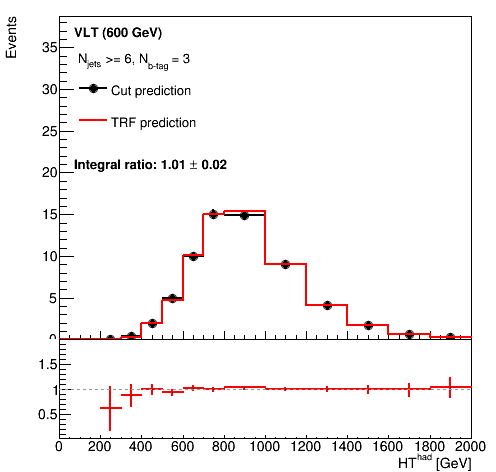 Events
VLT (600 GeV)
N_jets >= 6, N_b-tag = 3
Cut prediction
TRF prediction
Integral ratio: 1.01 ± 0.02
35
30
25
20
15
10
5
0
1.5
1
0.5
0 200 400 600 800 1000 1200 1400 1600 1800 2000
HT^had [GeV]